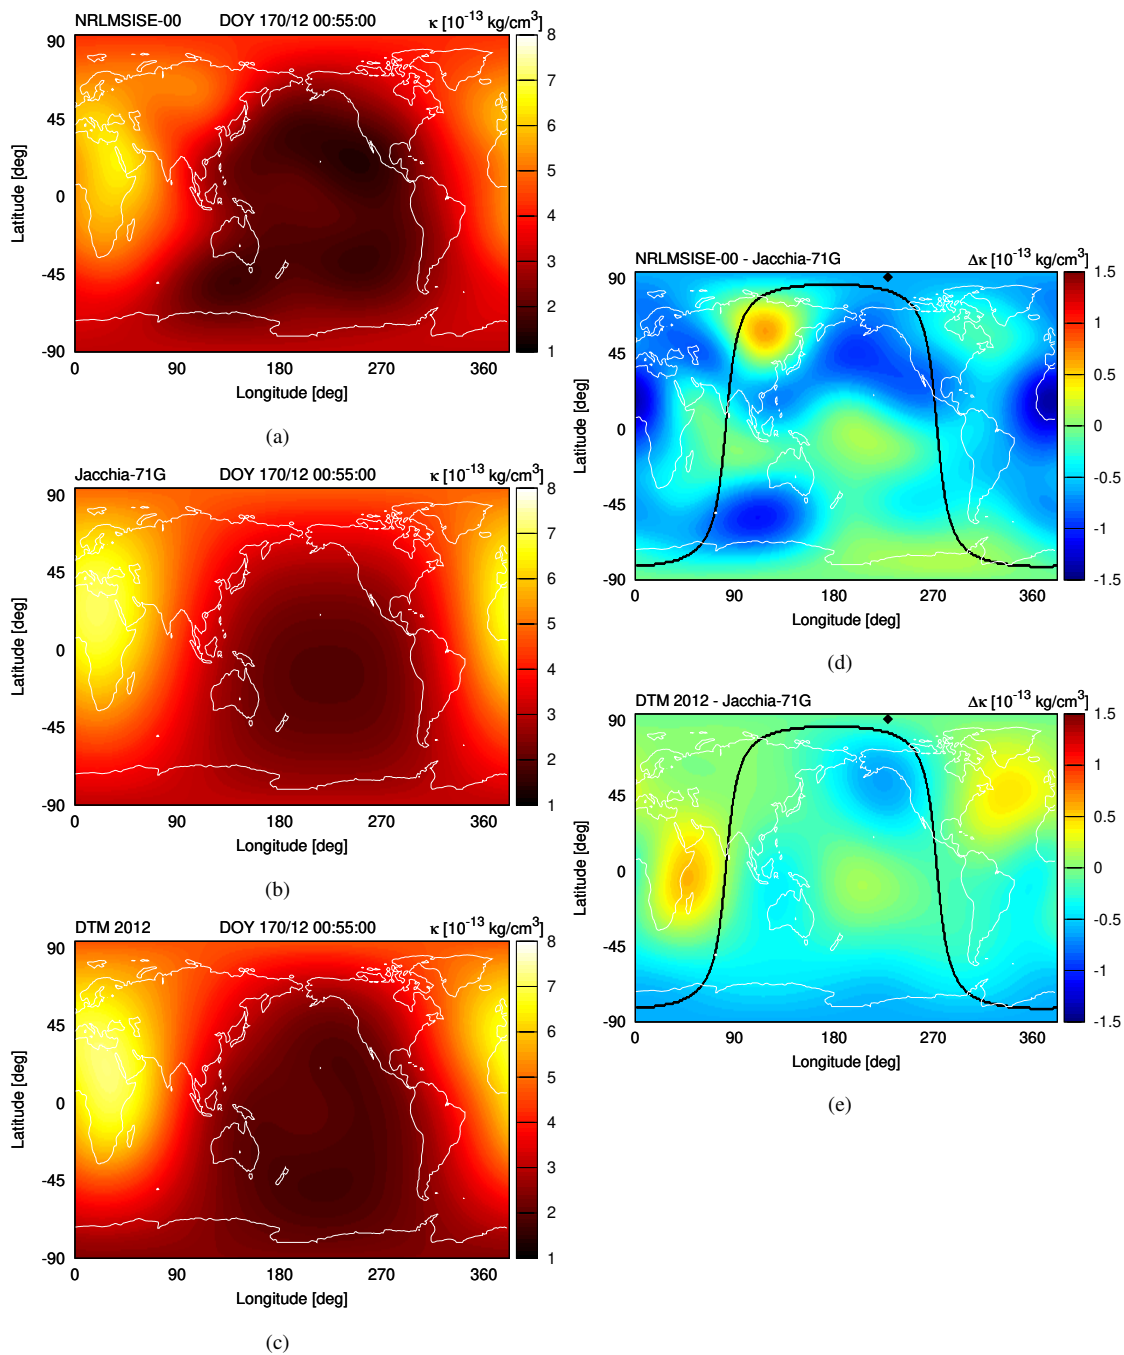 NRLMSISE-00 DOY 170/12 00:55:00 κ [10^-13 kg/cm^3]
90
45
0
-45
-90
Latitude [deg]
0 90 180 270 360
Longitude [deg]
8
7
6
5
4
3
2
1
(a)
Jacchia-71G DOY 170/12 00:55:00 κ [10^-13 kg/cm^3]
90
45
0
-45
-90
Latitude [deg]
0 90 180 270 360
Longitude [deg]
8
7
6
5
4
3
2
1
(b)
DTM 2012 DOY 170/12 00:55:00 κ [10^-13 kg/cm^3]
90
45
0
-45
-90
Latitude [deg]
0 90 180 270 360
Longitude [deg]
8
7
6
5
4
3
2
1
(c)
NRLMSISE-00 - Jacchia-71G Δκ [10^-13 kg/cm^3]
90
45
0
-45
-90
Latitude [deg]
0 90 180 270 360
Longitude [deg]
1.5
1
0.5
0
-0.5
-1
-1.5
(d)
DTM 2012 - Jacchia-71G Δκ [10^-13 kg/cm^3]
90
45
0
-45
-90
Latitude [deg]
0 90 180 270 360
Longitude [deg]
1.5
1
0.5
0
-0.5
-1
-1.5
(e)